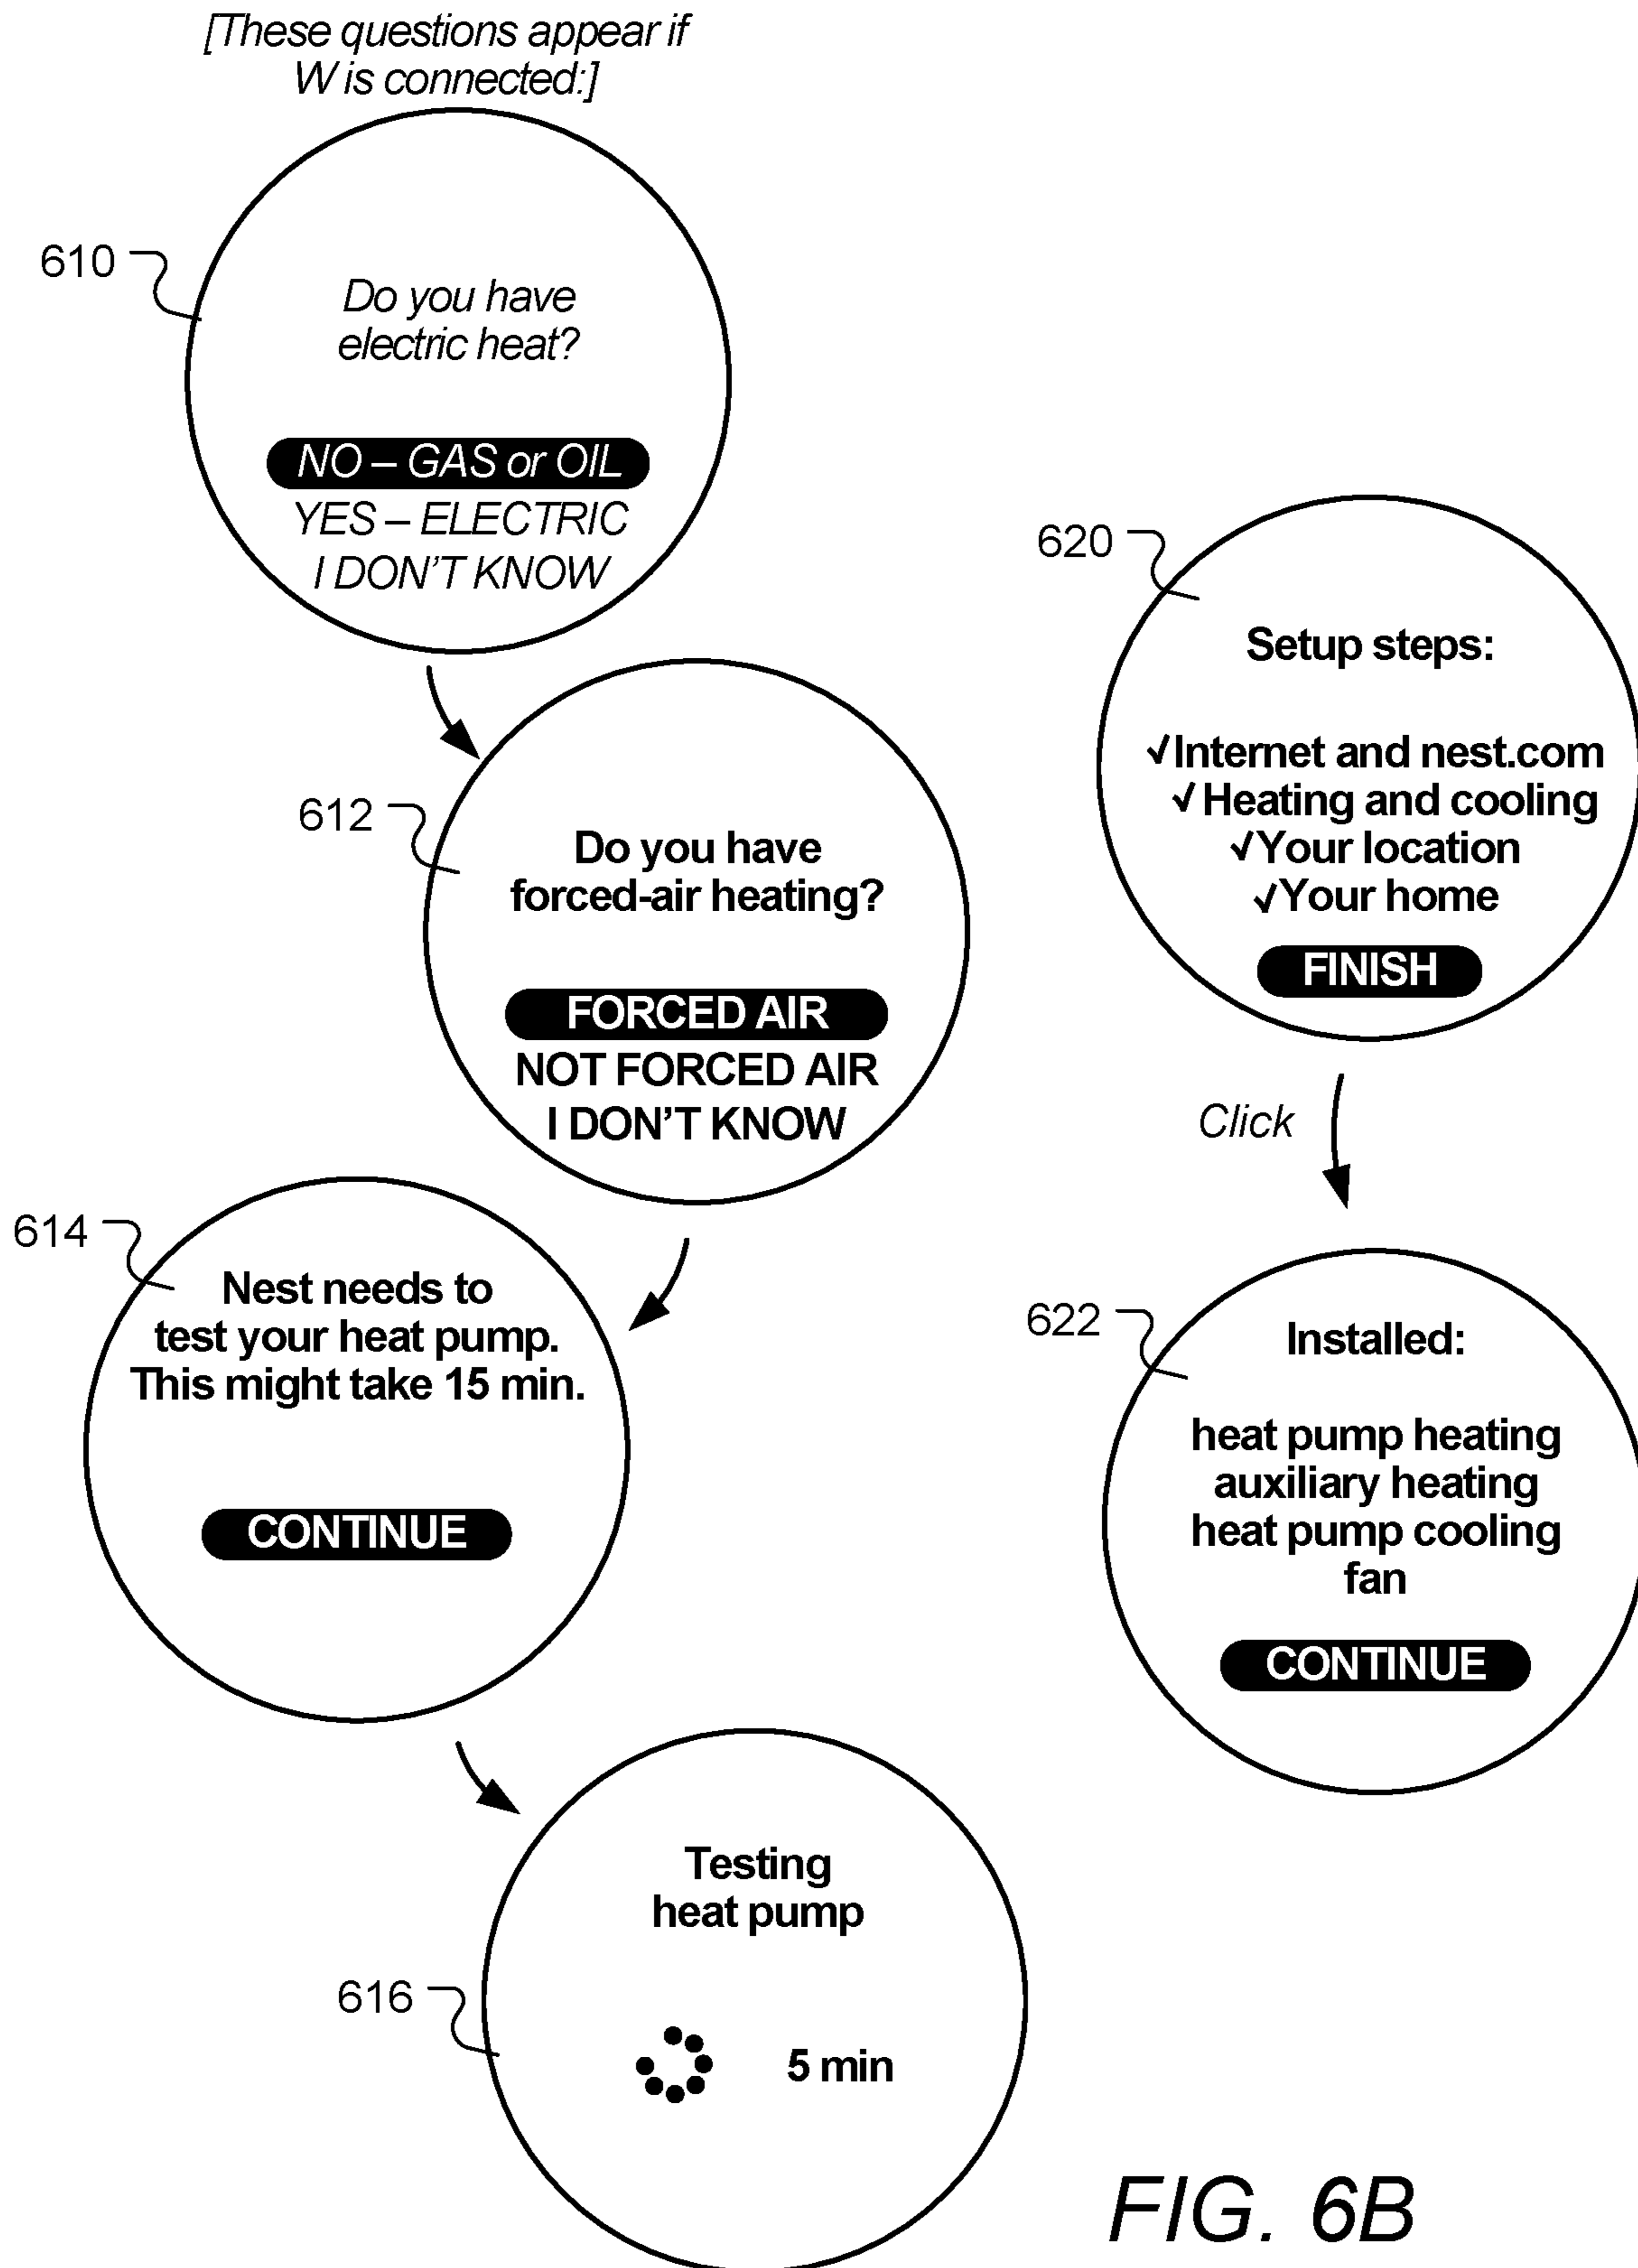 [These questions appear if
W is connected:]
610
Do you have
electric heat?
NO – GAS or OIL
YES – ELECTRIC
I DON'T KNOW
612
Do you have
forced-air heating?
FORCED AIR
NOT FORCED AIR
I DON'T KNOW
614
Nest needs to
test your heat pump.
This might take 15 min.
CONTINUE
616
Testing
heat pump
5 min
620
Setup steps:
√Internet and nest.com
√Heating and cooling
√Your location
√Your home
FINISH
Click
622
Installed:
heat pump heating
auxiliary heating
heat pump cooling
fan
CONTINUE
FIG. 6B